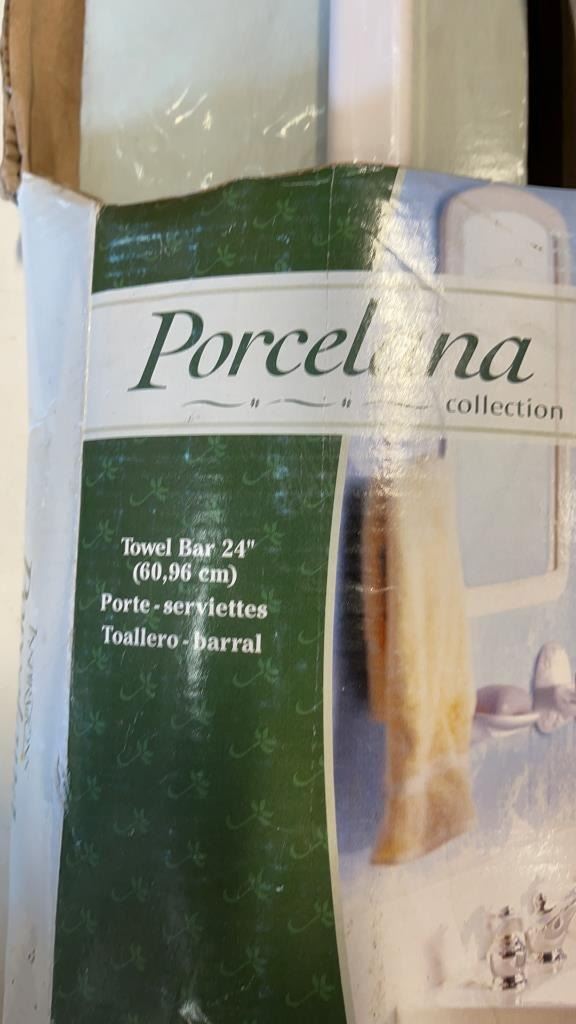 Porcelana
collection
Towel Bar 24"
(60,96 cm)
Porte-serviettes
Toallero-barral